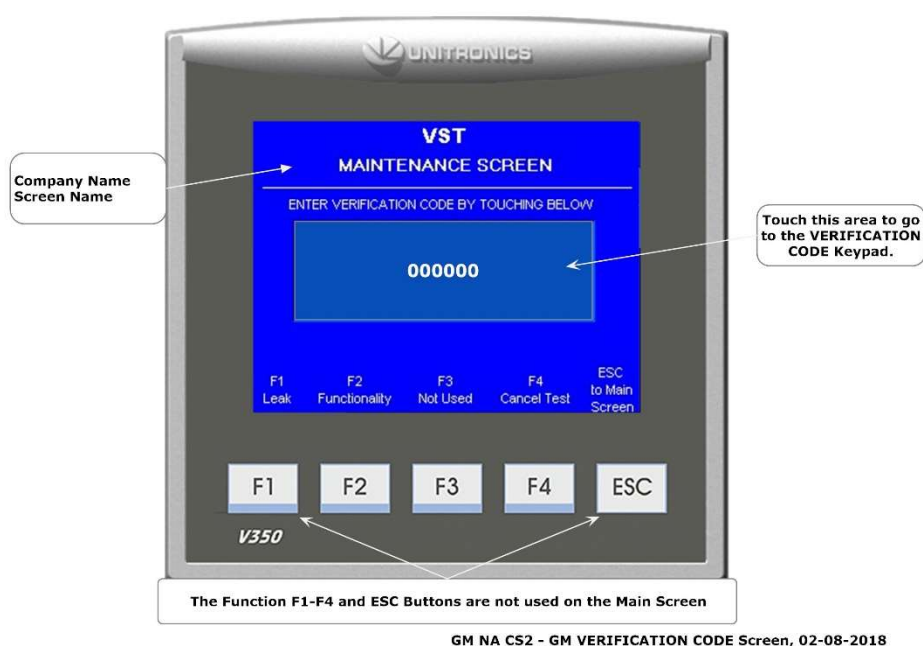 UNITRONICS
VST
MAINTENANCE SCREEN
Company Name
Screen Name
ENTER VERIFICATION CODE BY TOUCHING BELOW
Touch this area to go
to the VERIFICATION
CODE Keypad.
000000
F1
Leak
F2
Functionality
F3
Not Used
F4
Cancel Test
ESC
to Main
Screen
F1
F2
F3
F4
ESC
V350
The Function F1-F4 and ESC Buttons are not used on the Main Screen
GM NA CS2 - GM VERIFICATION CODE Screen, 02-08-2018